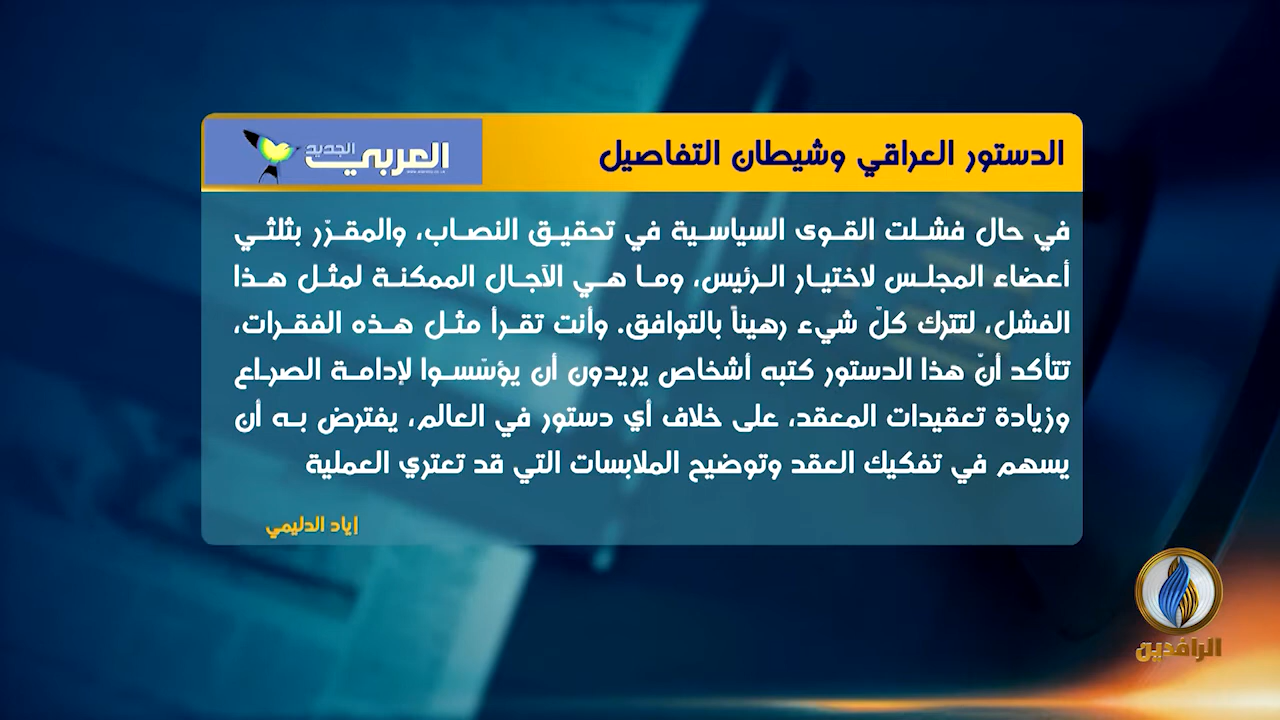 الدستور العراقي وشيطان التفاصيل
العربي الجديد
في حال فشلت القوى السياسية في تحقيق النصاب، والمقرّر بثلثي
أعضاء المجلس لاختيار الرئيس، وما هي الآجال الممكنة لمثل هذا
الفشل، لتترك كلّ شيء رهيناً بالتوافق. وأنت تقرأ مثل هذه الفقرات،
تتأكد أنّ هذا الدستور كتبه أشخاص يريدون أن يؤسّسوا لإدامة الصراع
وزيادة تعقيدات المعقد، على خلاف أي دستور في العالم، يفترض به أن
يسهم في تفكيك العقد وتوضيح الملابسات التي قد تعتري العملية
إياد الدليمي
الرافدين